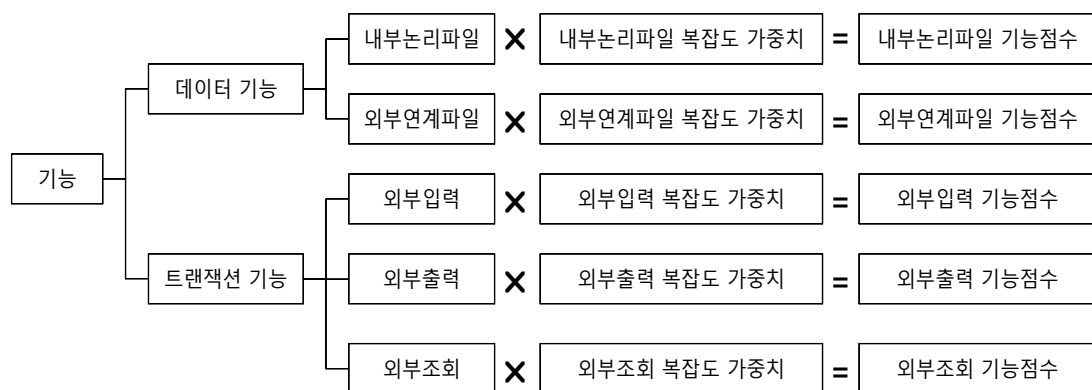 내부논리파일 × 내부논리파일 복잡도 가중치 = 내부논리파일 기능점수
데이터 기능
외부연계파일 × 외부연계파일 복잡도 가중치 = 외부연계파일 기능점수
기능
외부입력 × 외부입력 복잡도 가중치 = 외부입력 기능점수
트랜잭션 기능
외부출력 × 외부출력 복잡도 가중치 = 외부출력 기능점수
외부조회 × 외부조회 복잡도 가중치 = 외부조회 기능점수